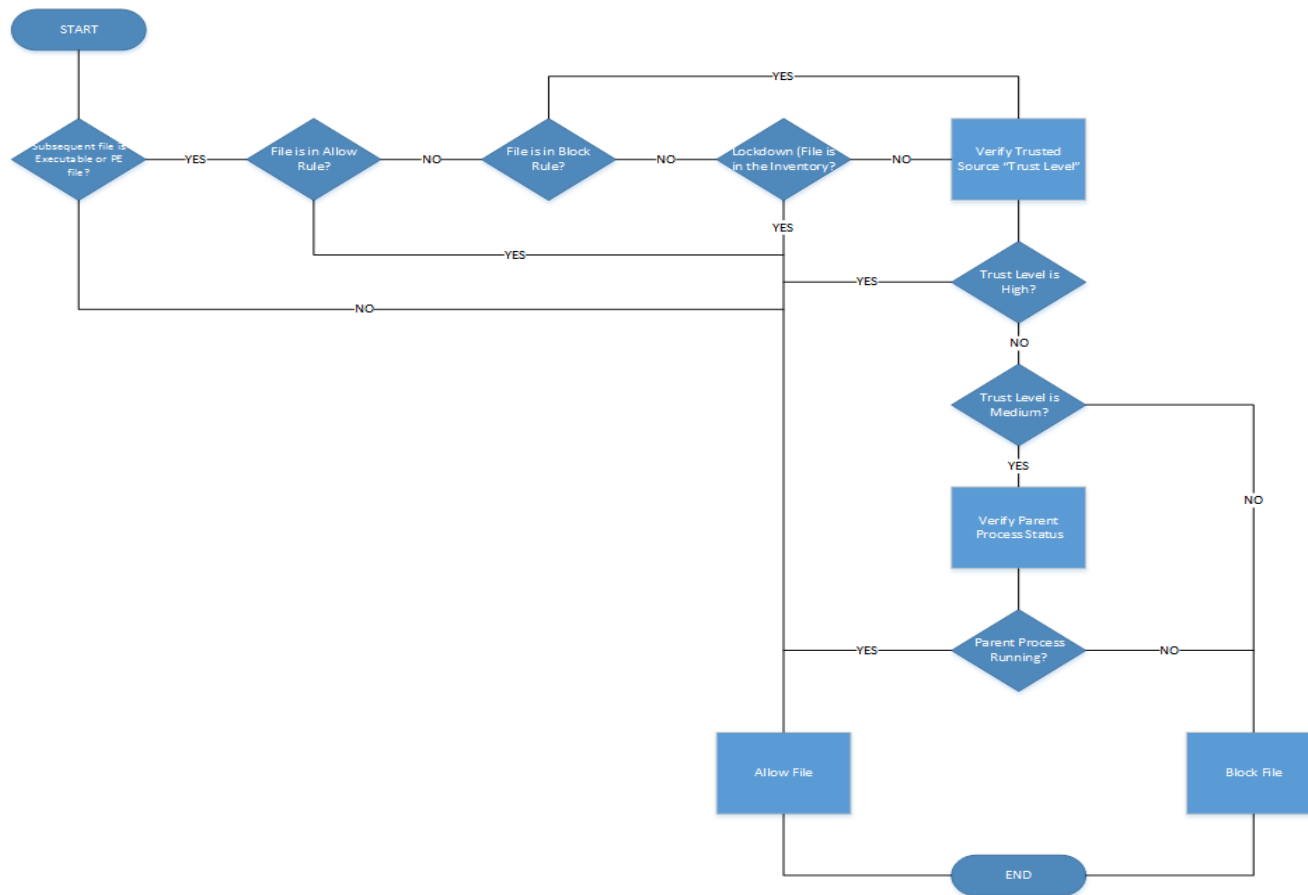 START
YES
Subsequent file is
Executable or PE
file?
YES
File is in Allow
Rule?
NO
File is in Block
Rule?
NO
Lockdown (File is
in the Inventory?
NO
Verify Trusted
Source “Trust Level”
YES
YES
YES
Trust Level is
High?
NO
NO
Trust Level is
Medium?
YES
NO
Verify Parent
Process Status
YES
Parent Process
Running?
NO
Allow File
Block File
END